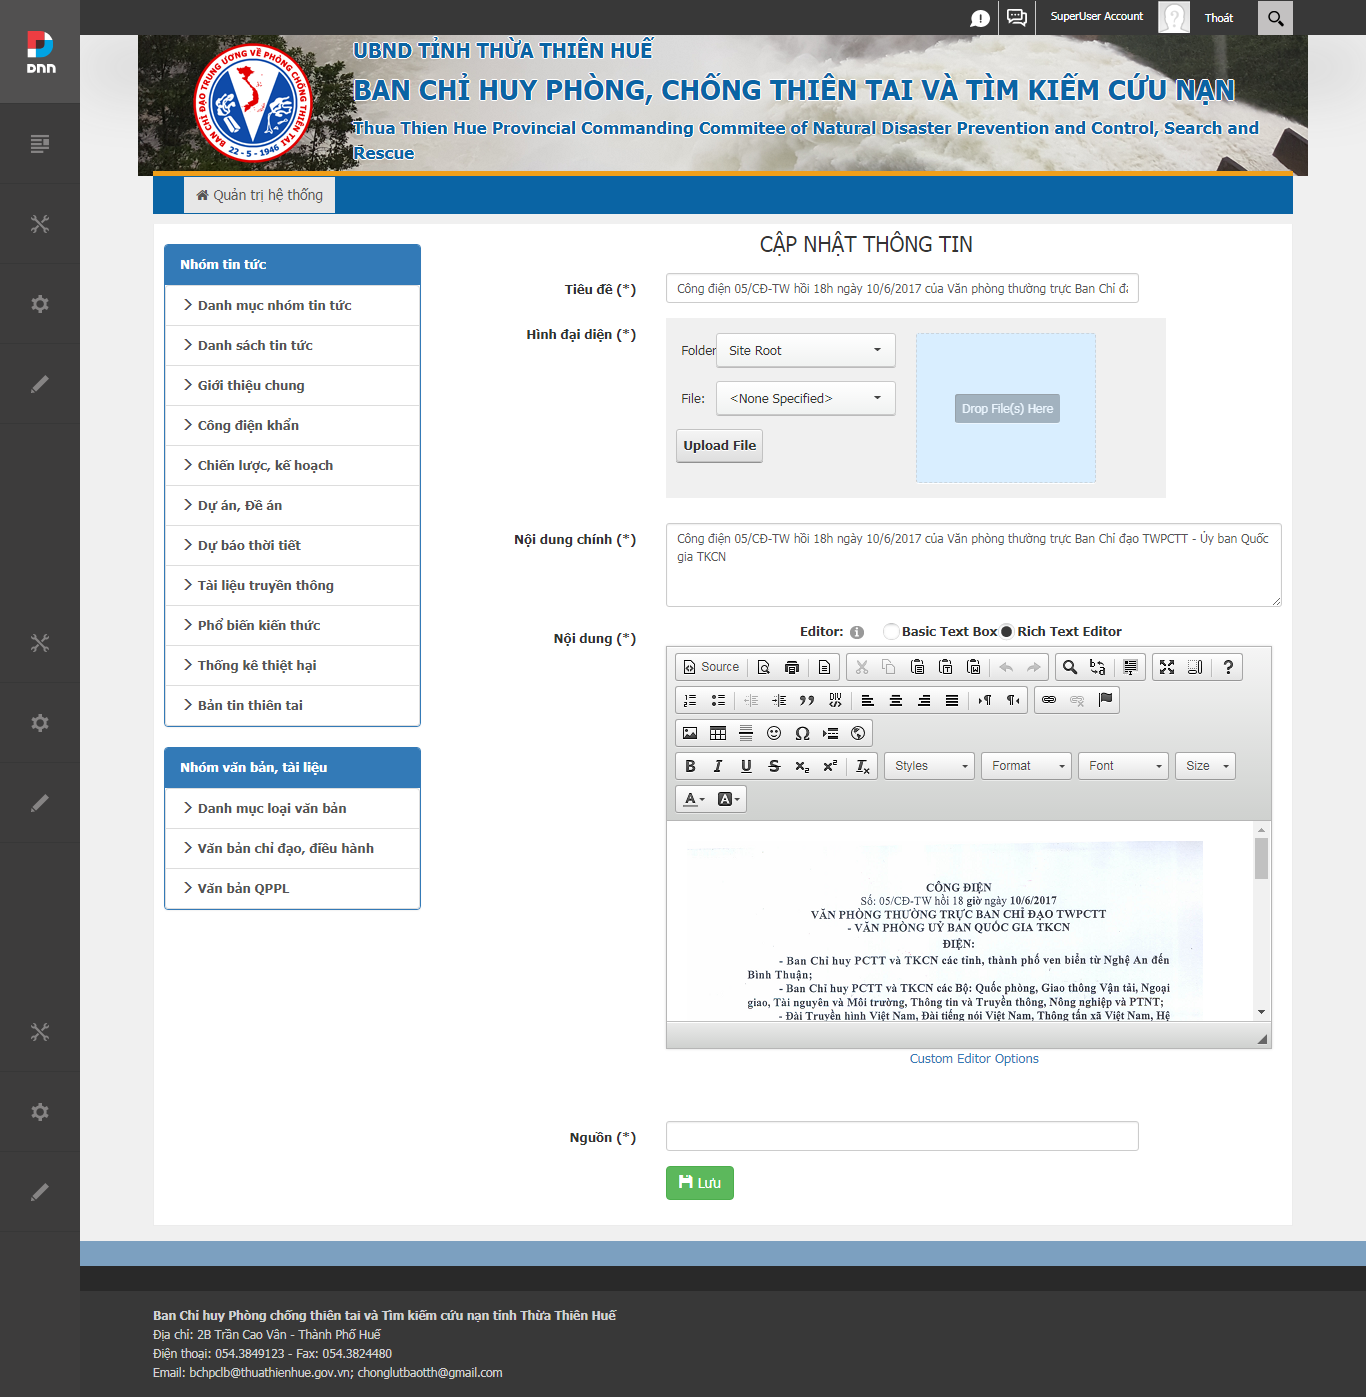 DNN
SuperUser Account
Thoát
UBND TỈNH THỪA THIÊN HUẾ
BAN CHỈ HUY PHÒNG, CHỐNG THIÊN TAI VÀ TÌM KIẾM CỨU NẠN
Thua Thien Hue Provincial Commanding Commitee of Natural Disaster Prevention and Control, Search and
Rescue
BAN CHỈ ĐẠO TRUNG ƯƠNG VỀ PHÒNG CHỐNG THIÊN TAI
22 - 5 - 1946
Quản trị hệ thống
Nhóm tin tức
Danh mục nhóm tin tức
Danh sách tin tức
Giới thiệu chung
Công điện khẩn
Chiến lược, kế hoạch
Dự án, Đề án
Dự báo thời tiết
Tài liệu truyền thông
Phổ biến kiến thức
Thống kê thiệt hại
Bản tin thiên tai
Nhóm văn bản, tài liệu
Danh mục loại văn bản
Văn bản chỉ đạo, điều hành
Văn bản QPPL
CẬP NHẬT THÔNG TIN
Tiêu đề (*)
Công điện 05/CĐ-TW hồi 18h ngày 10/6/2017 của Văn phòng thường trực Ban Chỉ đạ
Hình đại diện (*)
Folder
Site Root
File:
<None Specified>
Upload File
Drop File(s) Here
Nội dung chính (*)
Công điện 05/CĐ-TW hồi 18h ngày 10/6/2017 của Văn phòng thường trực Ban Chỉ đạo TWPCTT - Ủy ban Quốc
gia TKCN
Nội dung (*)
Editor: Basic Text Box Rich Text Editor
Source
Styles Format Font Size
CÔNG ĐIỆN
Số: 05/CĐ-TW hồi 18 giờ ngày 10/6/2017
VĂN PHÒNG THƯỜNG TRỰC BAN CHỈ ĐẠO TWPCTT
- VĂN PHÒNG UỶ BAN QUỐC GIA TKCN
ĐIỆN:
- Ban Chỉ huy PCTT và TKCN các tỉnh, thành phố ven biển từ Nghệ An đến
Bình Thuận;
- Ban Chỉ huy PCTT và TKCN các Bộ: Quốc phòng, Giao thông Vận tải, Ngoại
giao, Tài nguyên và Môi trường, Thông tin và Truyền thông, Nông nghiệp và PTNT;
- Đài Truyền hình Việt Nam, Đài tiếng nói Việt Nam, Thông tấn xã Việt Nam, Hệ
Custom Editor Options
Nguồn (*)
Lưu
Ban Chỉ huy Phòng chống thiên tai và Tìm kiếm cứu nạn tỉnh Thừa Thiên Huế
Địa chỉ: 2B Trần Cao Vân - Thành Phố Huế
Điện thoại: 054.3849123 - Fax: 054.3824480
Email: bchpclb@thuathienhue.gov.vn; chonglutbaotth@gmail.com